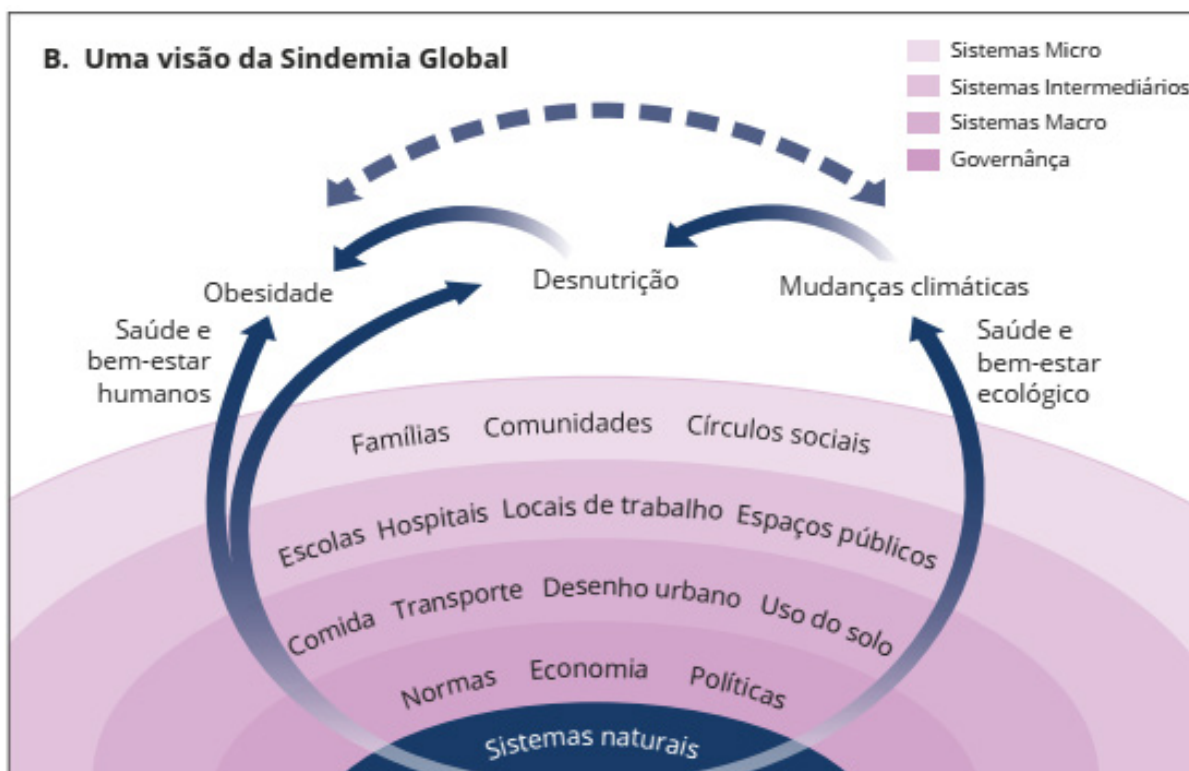 B. Uma visão da Sindemia Global
Sistemas Micro
Sistemas Intermediários
Sistemas Macro
Governânça
Obesidade
Desnutrição
Mudanças climáticas
Saúde e
bem-estar
humanos
Saúde e
bem-estar
ecológico
Famílias Comunidades Círculos sociais
Escolas Hospitais Locais de trabalho Espaços públicos
Comida Transporte Desenho urbano Uso do solo
Normas Economia Políticas
Sistemas naturais